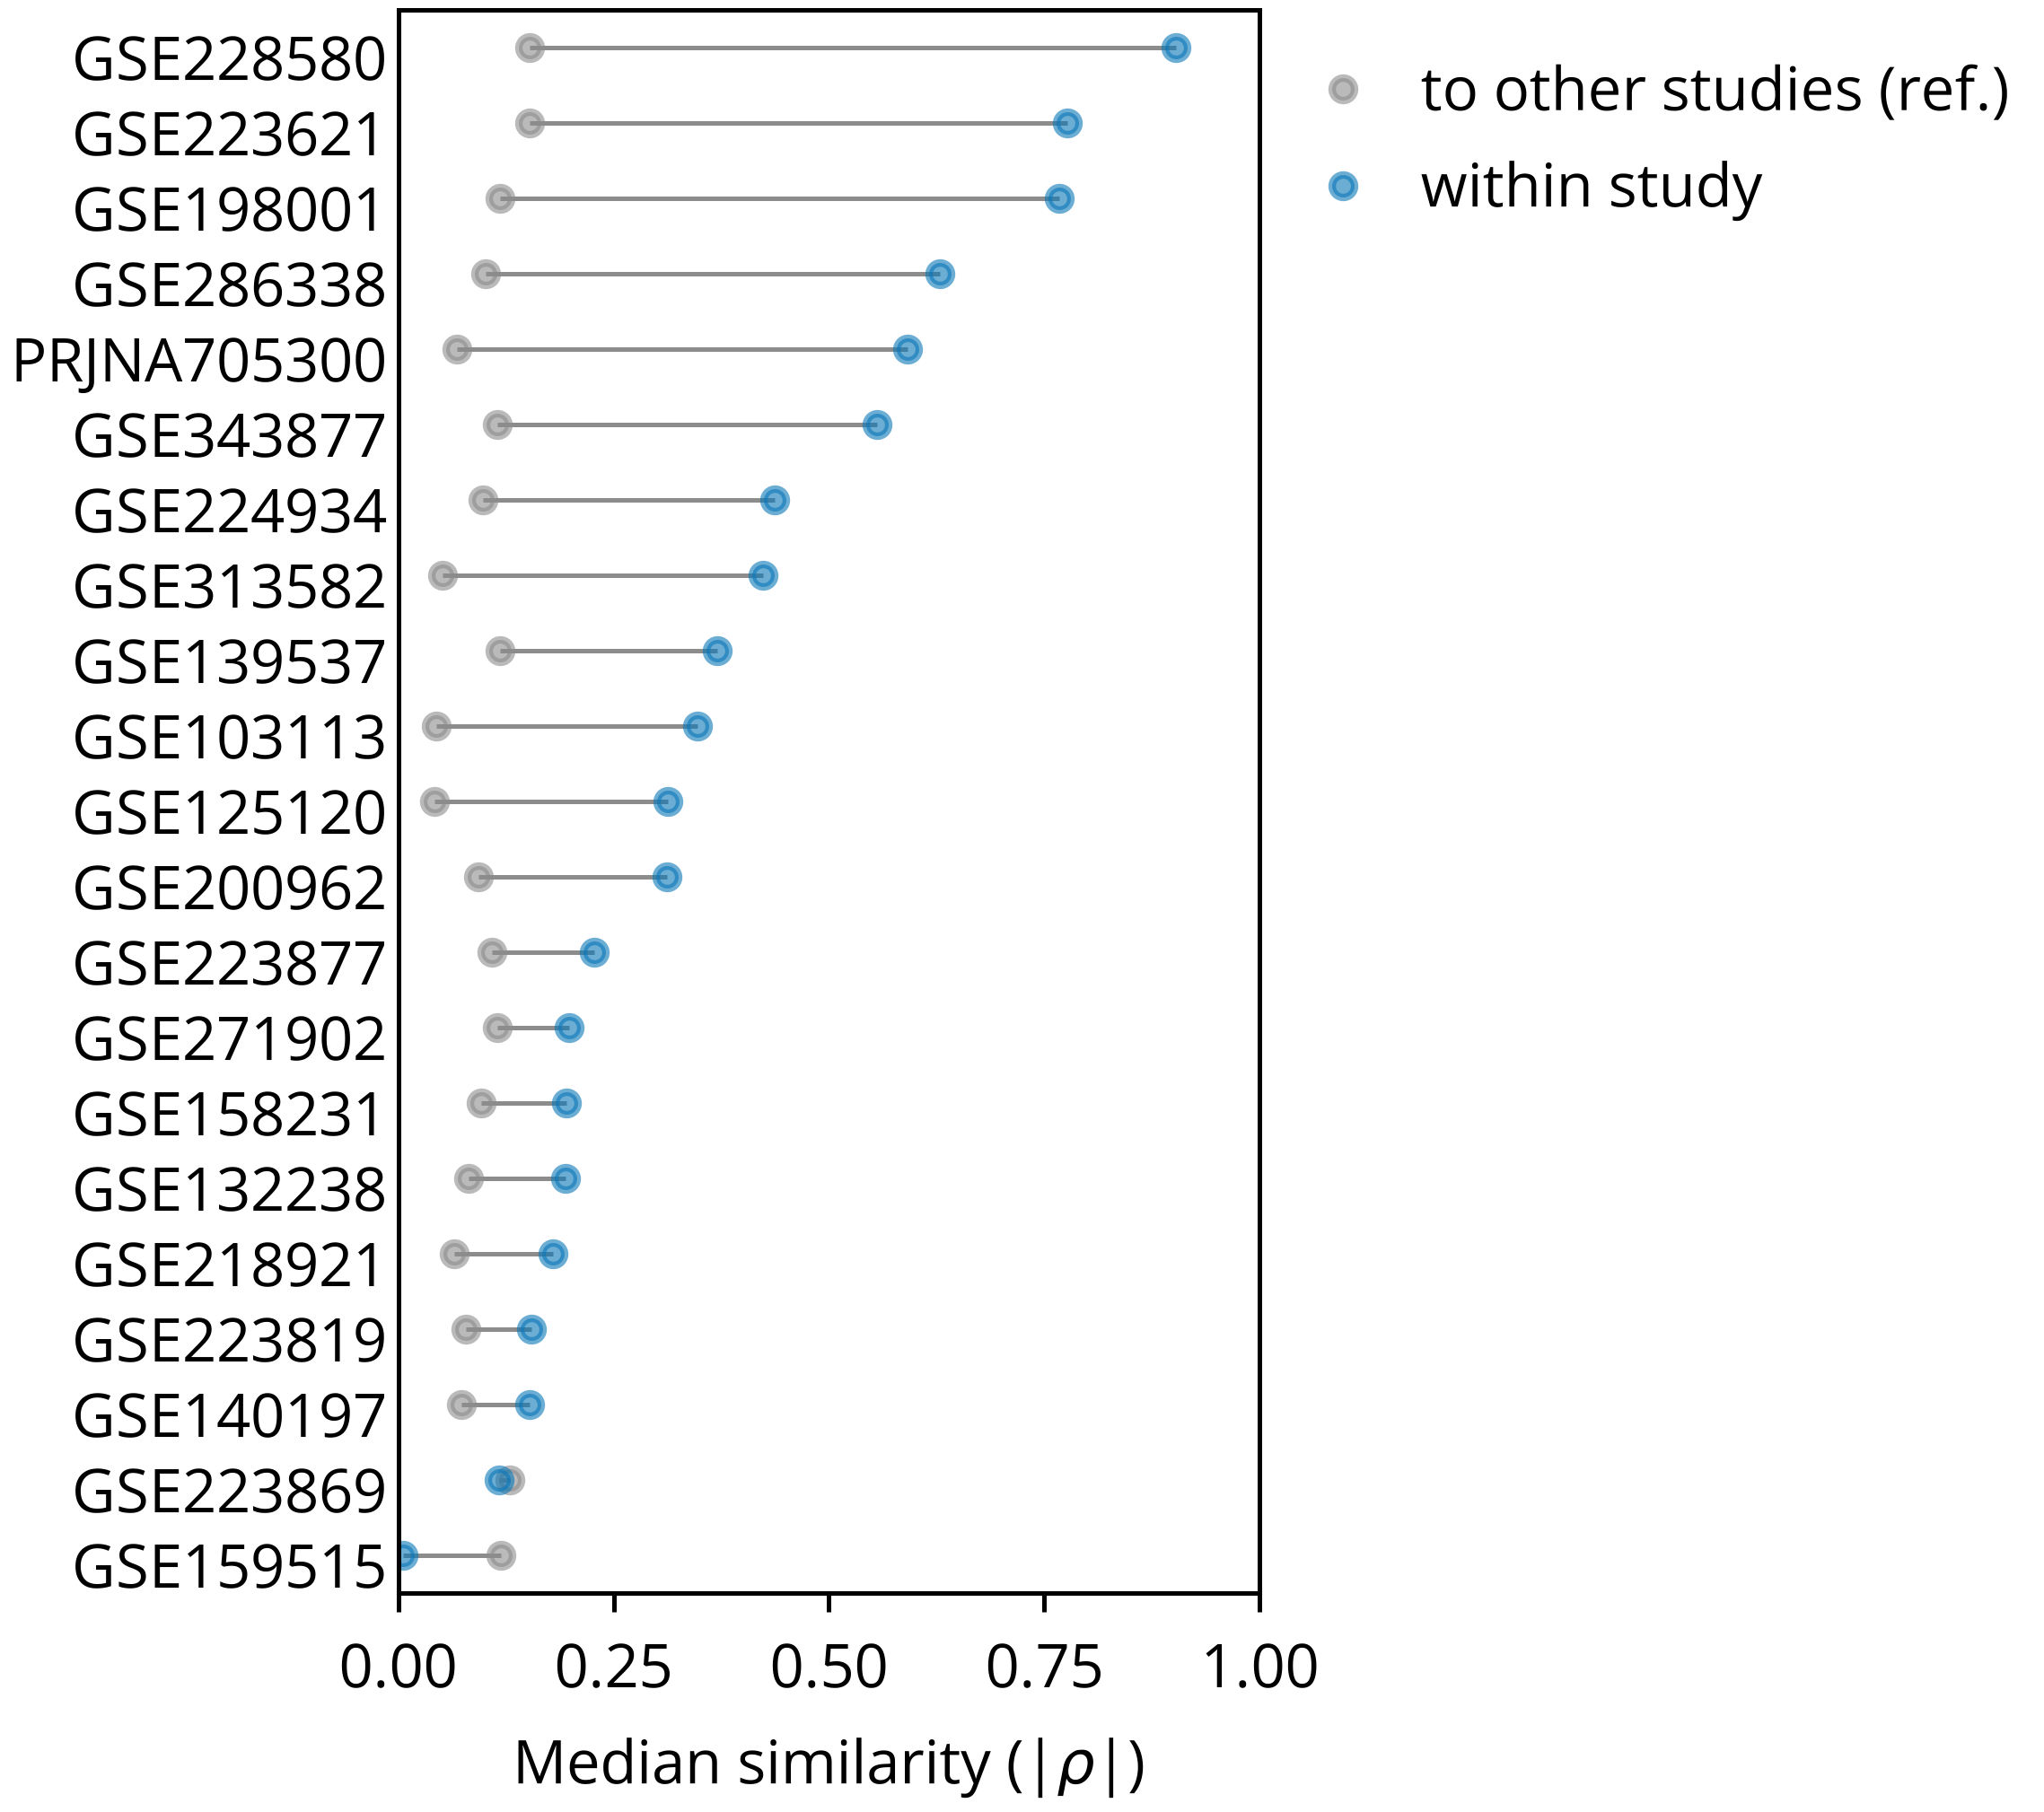 GSE228580
GSE223621
GSE198001
GSE286338
PRJNA705300
GSE343877
GSE224934
GSE313582
GSE139537
GSE103113
GSE125120
GSE200962
GSE223877
GSE271902
GSE158231
GSE132238
GSE218921
GSE223819
GSE140197
GSE223869
GSE159515
0.00 0.25 0.50 0.75 1.00
Median similarity (|ρ|)
to other studies (ref.)
within study